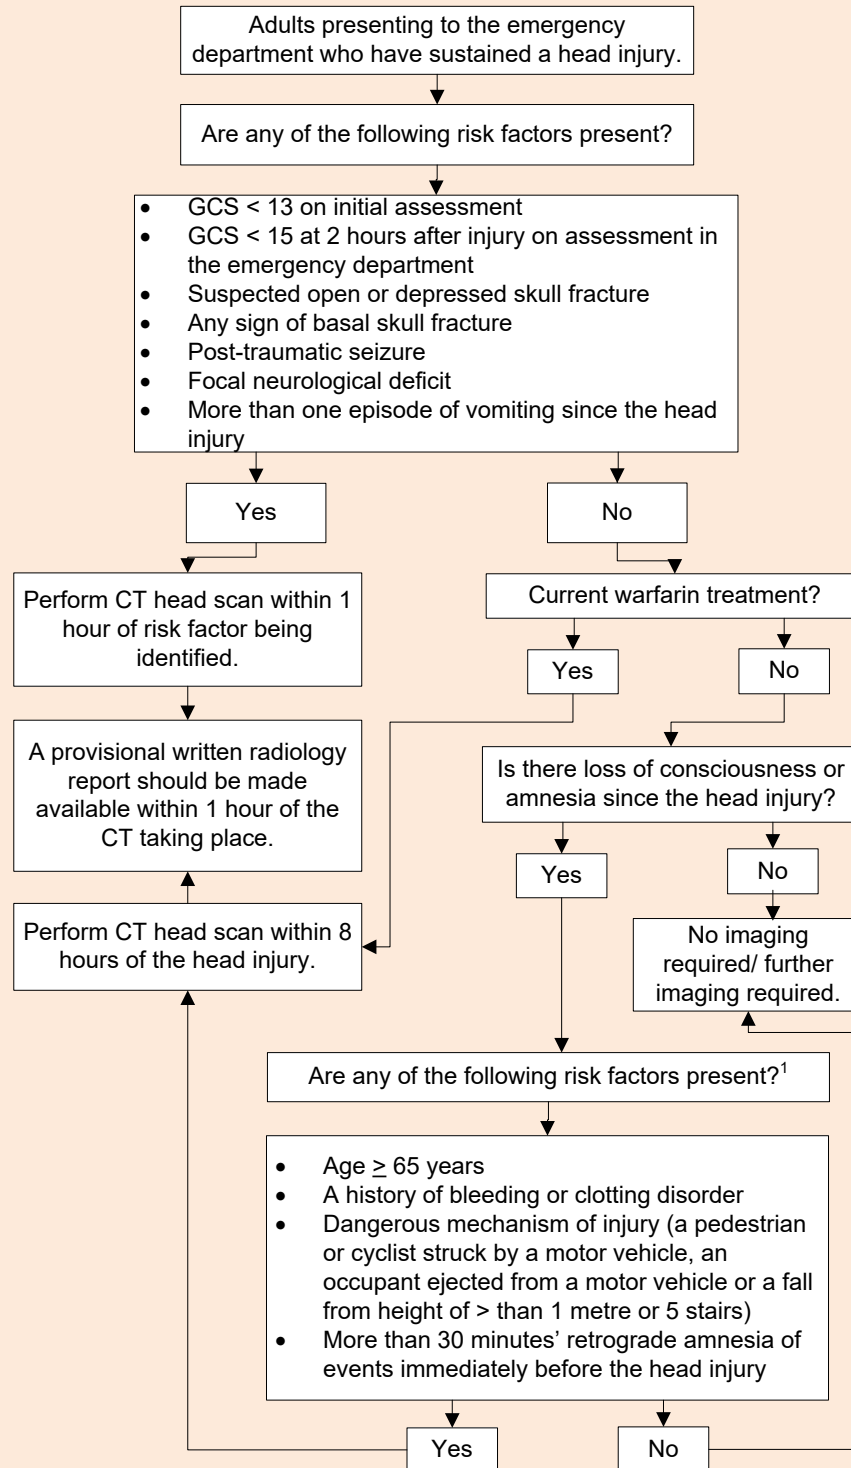 Adults presenting to the emergency
department who have sustained a head injury.
Are any of the following risk factors present?
• GCS < 13 on initial assessment
• GCS < 15 at 2 hours after injury on assessment in
the emergency department
• Suspected open or depressed skull fracture
• Any sign of basal skull fracture
• Post-traumatic seizure
• Focal neurological deficit
• More than one episode of vomiting since the head
injury
Yes
No
Perform CT head scan within 1
hour of risk factor being
identified.
Current warfarin treatment?
Yes
No
A provisional written radiology
report should be made
available within 1 hour of the
CT taking place.
Is there loss of consciousness or
amnesia since the head injury?
Yes
No
Perform CT head scan within 8
hours of the head injury.
No imaging
required/ further
imaging required.
Are any of the following risk factors present?¹
• Age ≥ 65 years
• A history of bleeding or clotting disorder
• Dangerous mechanism of injury (a pedestrian
or cyclist struck by a motor vehicle, an
occupant ejected from a motor vehicle or a fall
from height of > than 1 metre or 5 stairs)
• More than 30 minutes’ retrograde amnesia of
events immediately before the head injury
Yes
No